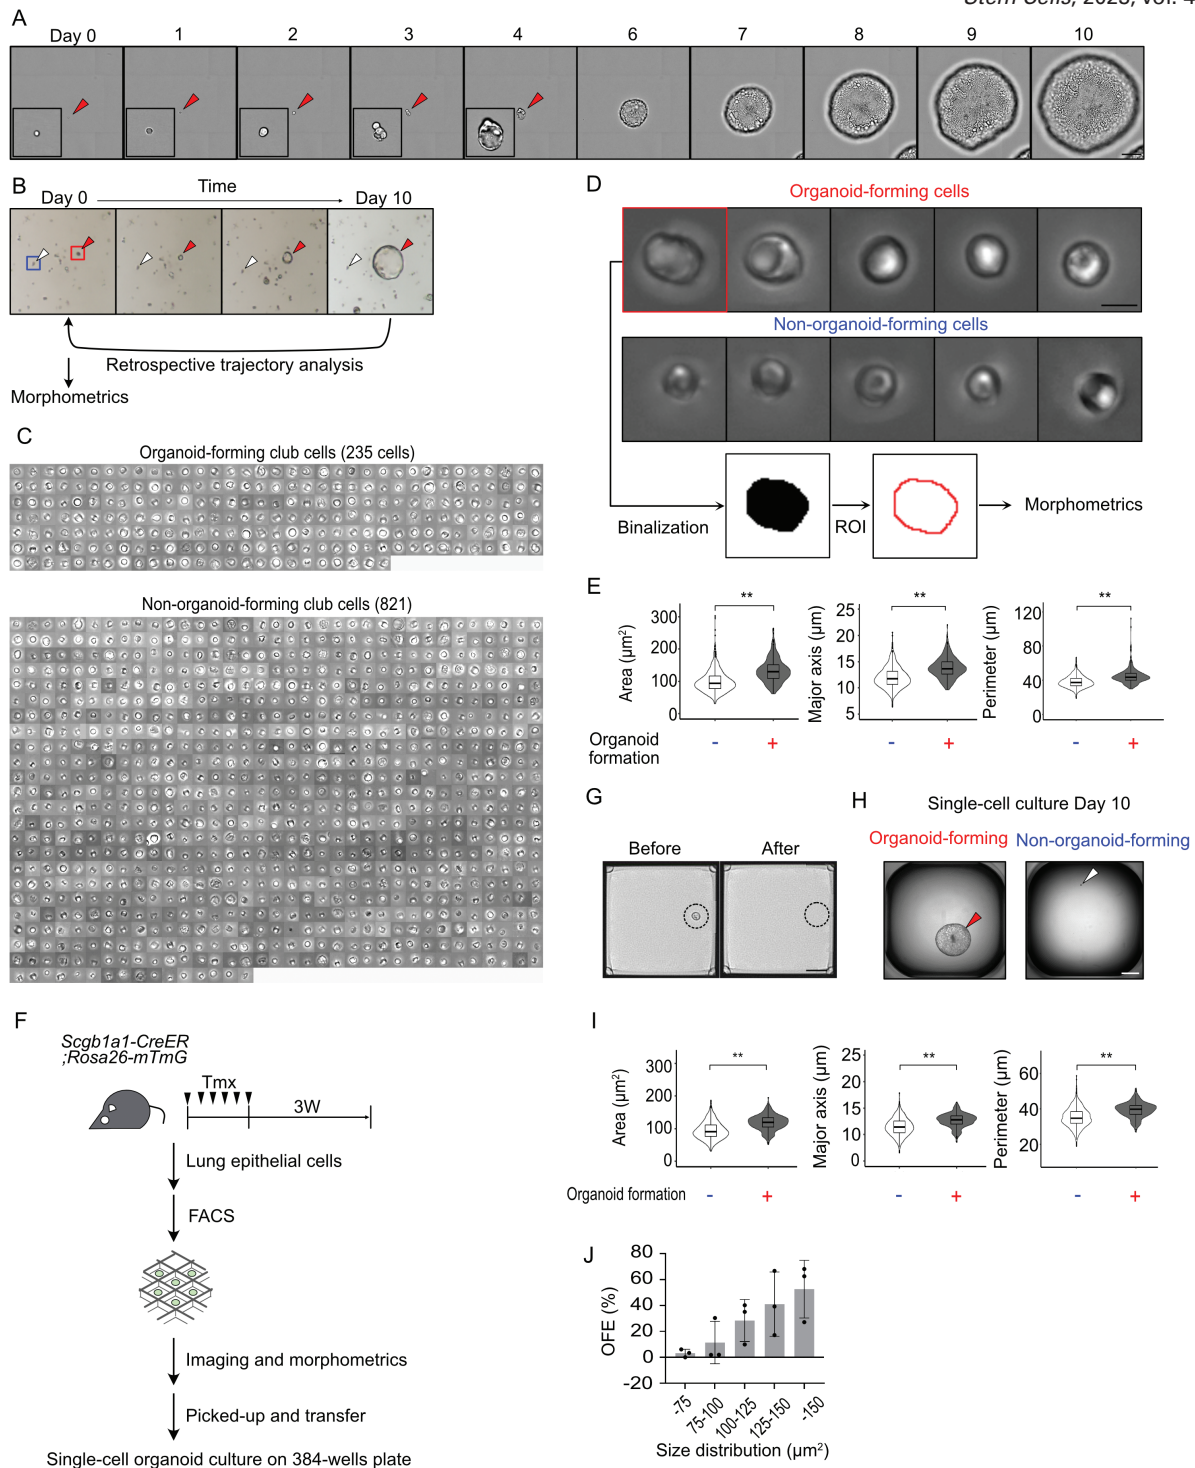 Stem Cells, 2023, vol. 4
A
Day 0 1 2 3 4 6 7 8 9 10
B
Time
Day 0 Day 10
Retrospective trajectory analysis
Morphometrics
C
Organoid-forming club cells (235 cells)
Non-organoid-forming club cells (821)
D
Organoid-forming cells
Non-organoid-forming cells
Binalization
ROI
Morphometrics
E
Area (μm²)
300
200
100
0
**
Major axis (μm)
25
20
15
10
5
**
Perimeter (μm)
120
80
40
0
**
Organoid
formation
- + - + - +
F
Scgb1a1-CreER
;Rosa26-mTmG
Tmx
3W
Lung epithelial cells
FACS
Imaging and morphometrics
Picked-up and transfer
Single-cell organoid culture on 384-wells plate
G
Before After
H
Single-cell culture Day 10
Organoid-forming Non-organoid-forming
I
Area (μm²)
300
200
100
0
**
Major axis (μm)
25
20
15
10
0
**
Perimeter (μm)
60
40
20
**
Organoid formation - + - + - +
J
OFE (%)
80
60
40
20
0
-20
-75 75-100 100-125 125-150 -150
Size distribution (μm²)